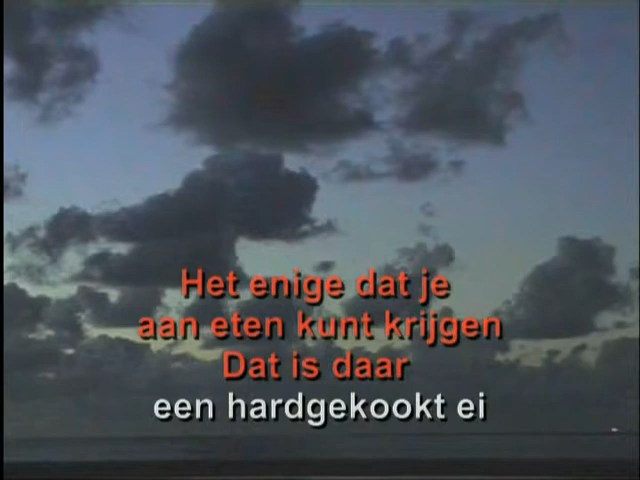 Het enige dat je
aan eten kunt krijgen
Dat is daar
een hardgekookt ei